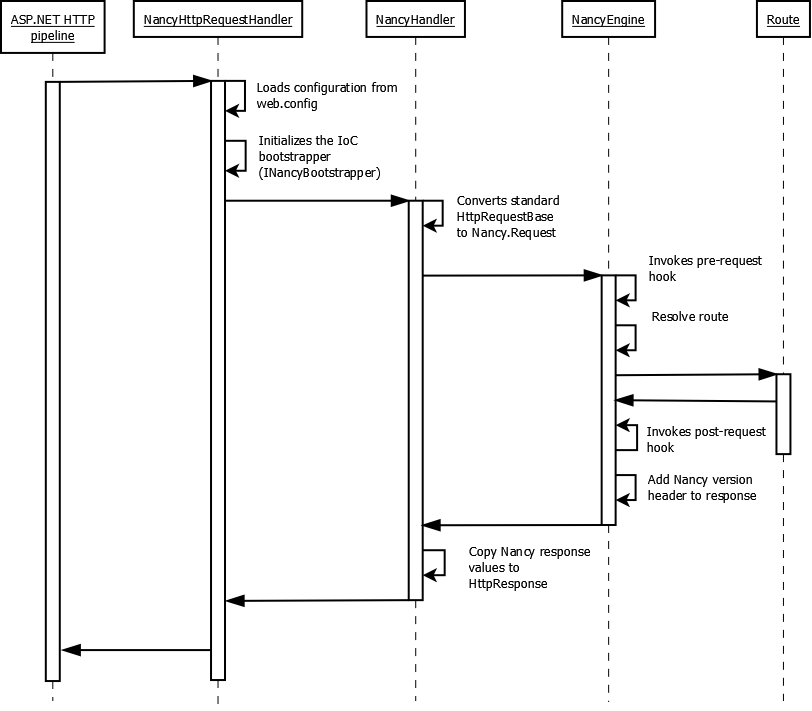 ASP.NET HTTP
pipeline
NancyHttpRequestHandler
NancyHandler
NancyEngine
Route
Loads configuration from
web.config
Initializes the IoC
bootstrapper
(INancyBootstrapper)
Converts standard
HttpRequestBase
to Nancy.Request
Invokes pre-request
hook
Resolve route
Invokes post-request
hook
Add Nancy version
header to response
Copy Nancy response
values to
HttpResponse